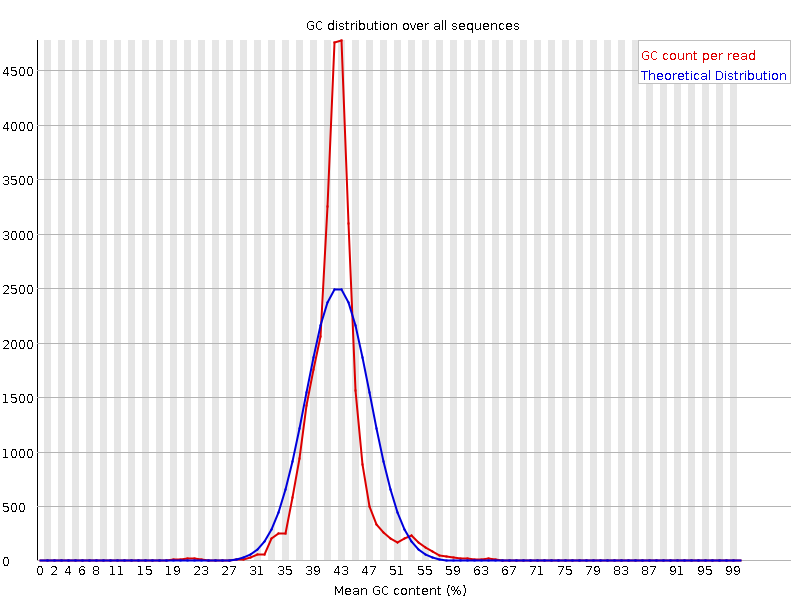 GC distribution over all sequences
GC count per read
Theoretical Distribution
4500
4000
3500
3000
2500
2000
1500
1000
500
0
0 2 4 6 8 11 15 19 23 27 31 35 39 43 47 51 55 59 63 67 71 75 79 83 87 91 95 99
Mean GC content (%)